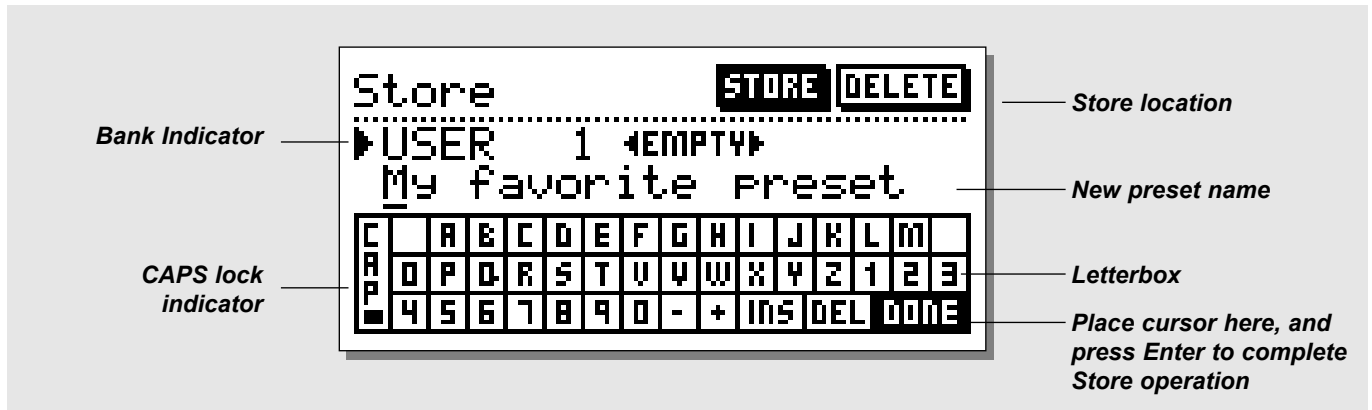 Store STORE DELETE
Store location
Bank Indicator
USER 1 EMPTY
My favorite preset
New preset name
CAPS lock
indicator
CAP
A B C D E F G H I J K L M
O P Q R S T U V W X Y Z 1 2 3
4 5 6 7 8 9 0 - + INS DEL DONE
Letterbox
Place cursor here, and
press Enter to complete
Store operation